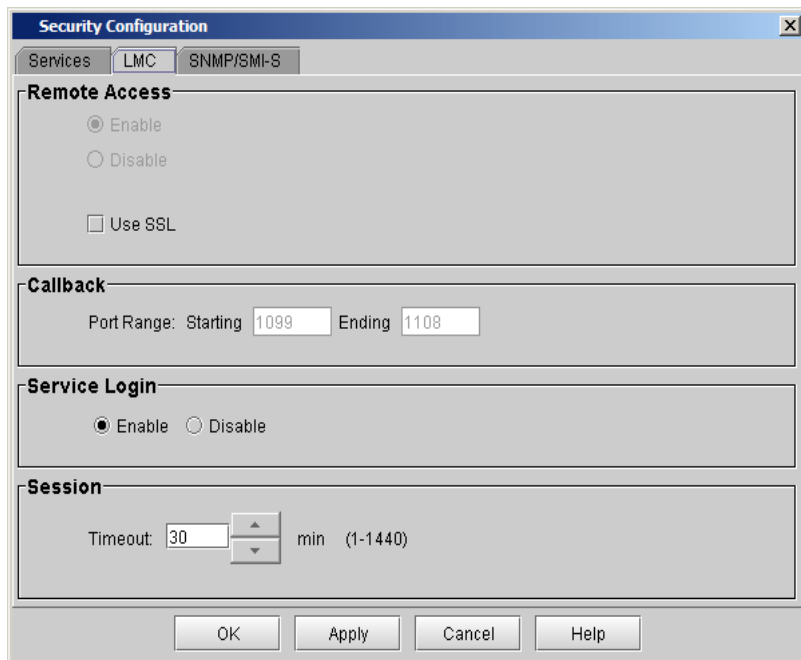 Security Configuration
Services LMC SNMP/SMI-S
Remote Access
Enable
Disable
Use SSL
Callback
Port Range: Starting 1099 Ending 1108
Service Login
Enable Disable
Session
Timeout: 30 min (1-1440)
OK Apply Cancel Help